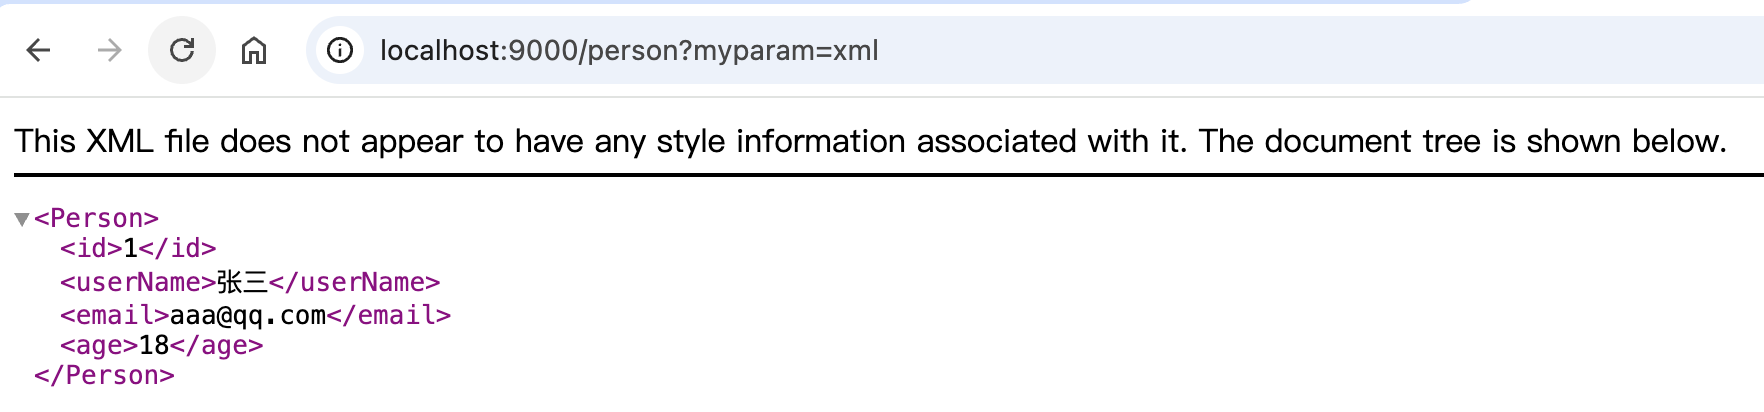 localhost:9000/person?myparam=xml
This XML file does not appear to have any style information associated with it. The document tree is shown below.
<Person>
<id>1</id>
<userName>张三</userName>
<email>aaa@qq.com</email>
<age>18</age>
</Person>